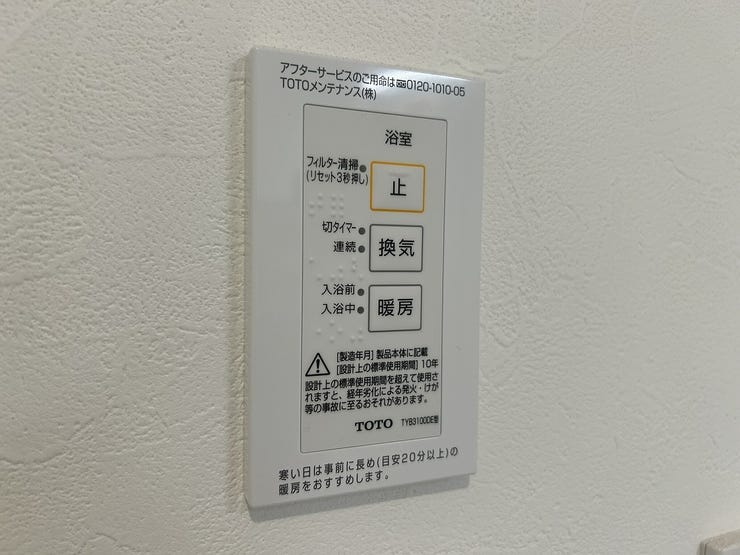 アフターサービスのご用命は 0120-1010-05
TOTOメンテナンス(株)
浴室
フィルター清掃
(リセット3秒押し)
止
切タイマー
連続
換気
入浴前
入浴中
暖房
[製造年月] 製品本体に記載
[設計上の標準使用期間] 10年
設計上の標準使用期間を超えて使用さ
れますと、経年劣化による発火・けが
等の事故に至るおそれがあります。
TOTO TYB3100DE型
寒い日は事前に長め(目安20分以上)の
暖房をおすすめします。